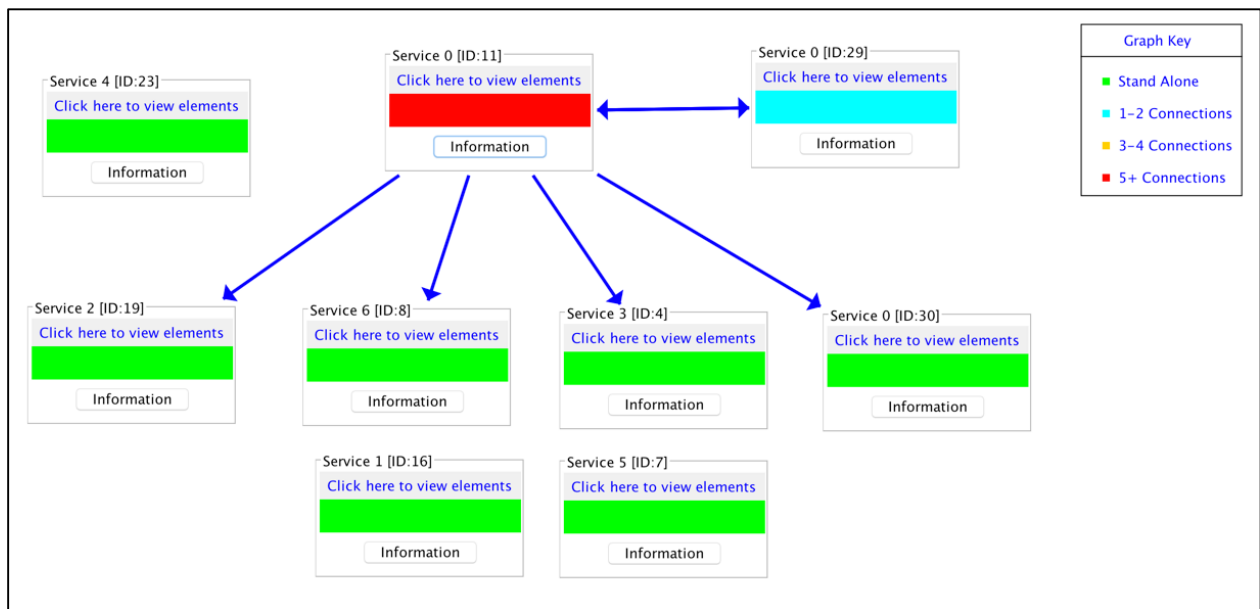 Service 4 [ID:23]
Click here to view elements
Information
Service 0 [ID:11]
Click here to view elements
Information
Service 0 [ID:29]
Click here to view elements
Information
Graph Key
Stand Alone
1-2 Connections
3-4 Connections
5+ Connections
Service 2 [ID:19]
Click here to view elements
Information
Service 6 [ID:8]
Click here to view elements
Information
Service 3 [ID:4]
Click here to view elements
Information
Service 0 [ID:30]
Click here to view elements
Information
Service 1 [ID:16]
Click here to view elements
Information
Service 5 [ID:7]
Click here to view elements
Information